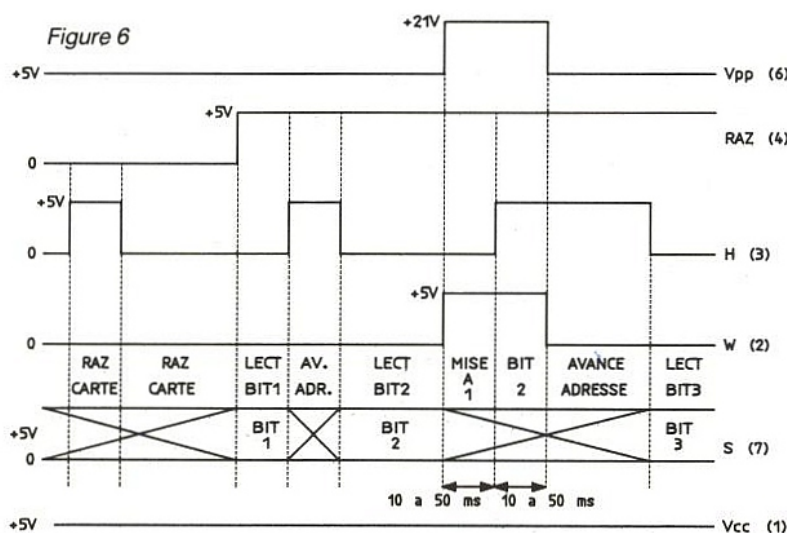 Figure 6
+21V
+5V
Vpp (6)
+5V
RAZ (4)
0
+5V
0
H (3)
+5V
0
W (2)
RAZ CARTE
RAZ CARTE
LECT BIT1
AV. ADR.
LECT BIT2
MISE A 1
BIT 2
AVANCE ADRESSE
LECT BIT3
+5V
0
BIT 1
BIT 2
BIT 3
S (7)
10 a 50 ms
10 a 50 ms
+5V
Vcc (1)